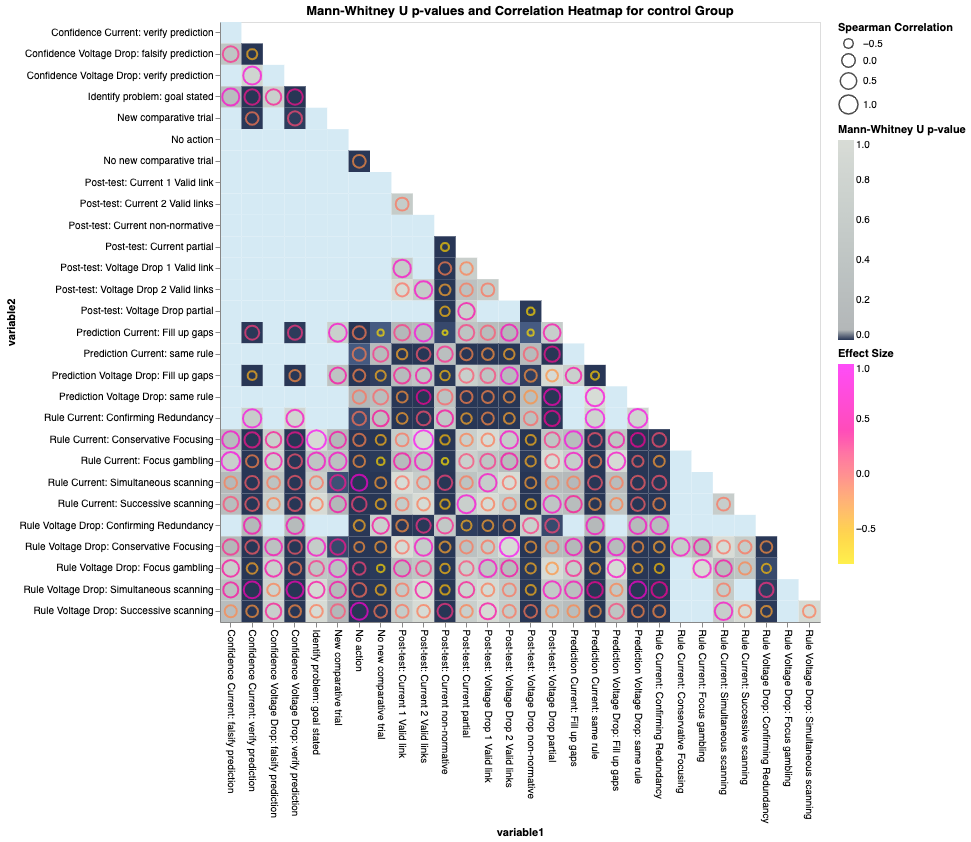 Mann-Whitney U p-values and Correlation Heatmap for control Group
variable2
Confidence Current: verify prediction
Confidence Voltage Drop: falsify prediction
Confidence Voltage Drop: verify prediction
Identify problem: goal stated
New comparative trial
No action
No new comparative trial
Post-test: Current 1 Valid link
Post-test: Current 2 Valid links
Post-test: Current non-normative
Post-test: Current partial
Post-test: Voltage Drop 1 Valid link
Post-test: Voltage Drop 2 Valid links
Post-test: Voltage Drop partial
Prediction Current: Fill up gaps
Prediction Current: same rule
Prediction Voltage Drop: Fill up gaps
Prediction Voltage Drop: same rule
Rule Current: Confirming Redundancy
Rule Current: Conservative Focusing
Rule Current: Focus gambling
Rule Current: Simultaneous scanning
Rule Current: Successive scanning
Rule Voltage Drop: Confirming Redundancy
Rule Voltage Drop: Conservative Focusing
Rule Voltage Drop: Focus gambling
Rule Voltage Drop: Simultaneous scanning
Rule Voltage Drop: Successive scanning
Confidence Current: falsify prediction
Confidence Current: verify prediction
Confidence Voltage Drop: falsify prediction
Confidence Voltage Drop: verify prediction
Identify problem: goal stated
New comparative trial
No action
No new comparative trial
Post-test: Current 1 Valid link
Post-test: Current 2 Valid links
Post-test: Current non-normative
Post-test: Current partial
Post-test: Voltage Drop 1 Valid link
Post-test: Voltage Drop 2 Valid links
Post-test: Voltage Drop non-normative
Post-test: Voltage Drop partial
Prediction Current: Fill up gaps
Prediction Current: same rule
Prediction Voltage Drop: Fill up gaps
Prediction Voltage Drop: same rule
Rule Current: Confirming Redundancy
Rule Current: Conservative Focusing
Rule Current: Focus gambling
Rule Current: Simultaneous scanning
Rule Current: Successive scanning
Rule Voltage Drop: Confirming Redundancy
Rule Voltage Drop: Focus gambling
Rule Voltage Drop: Simultaneous scanning
variable1
Spearman Correlation
−0.5
0.0
0.5
1.0
Mann-Whitney U p-value
1.0
0.8
0.6
0.4
0.2
0.0
Effect Size
1.0
0.5
0.0
−0.5